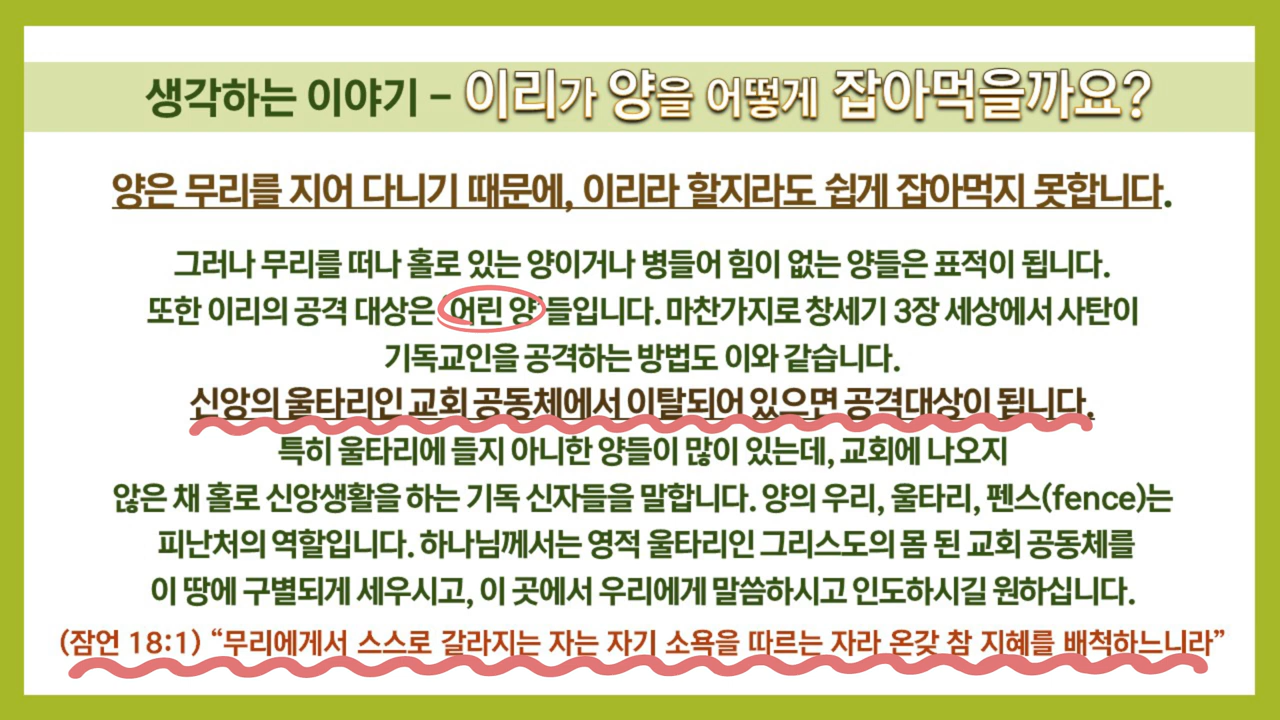 생각하는 이야기 - 이리가 양을 어떻게 잡아먹을까요?
양은 무리를 지어 다니기 때문에, 이리라 할지라도 쉽게 잡아먹지 못합니다.
그러나 무리를 떠나 홀로 있는 양이거나 병들어 힘이 없는 양들은 표적이 됩니다.
또한 이리의 공격 대상은 '어린 양'들입니다. 마찬가지로 창세기 3장 세상에서 사탄이
기독교인을 공격하는 방법도 이와 같습니다.
신앙의 울타리인 교회 공동체에서 이탈되어 있으면 공격대상이 됩니다.
특히 울타리에 들지 아니한 양들이 많이 있는데, 교회에 나오지
않은 채 홀로 신앙생활을 하는 기독 신자들을 말합니다. 양의 우리, 울타리, 펜스(fence)는
피난처의 역할입니다. 하나님께서는 영적 울타리인 그리스도의 몸 된 교회 공동체를
이 땅에 구별되게 세우시고, 이 곳에서 우리에게 말씀하시고 인도하시길 원하십니다.
(잠언 18:1) “무리에게서 스스로 갈라지는 자는 자기 소욕을 따르는 자라 온갖 참 지혜를 배척하느니라”